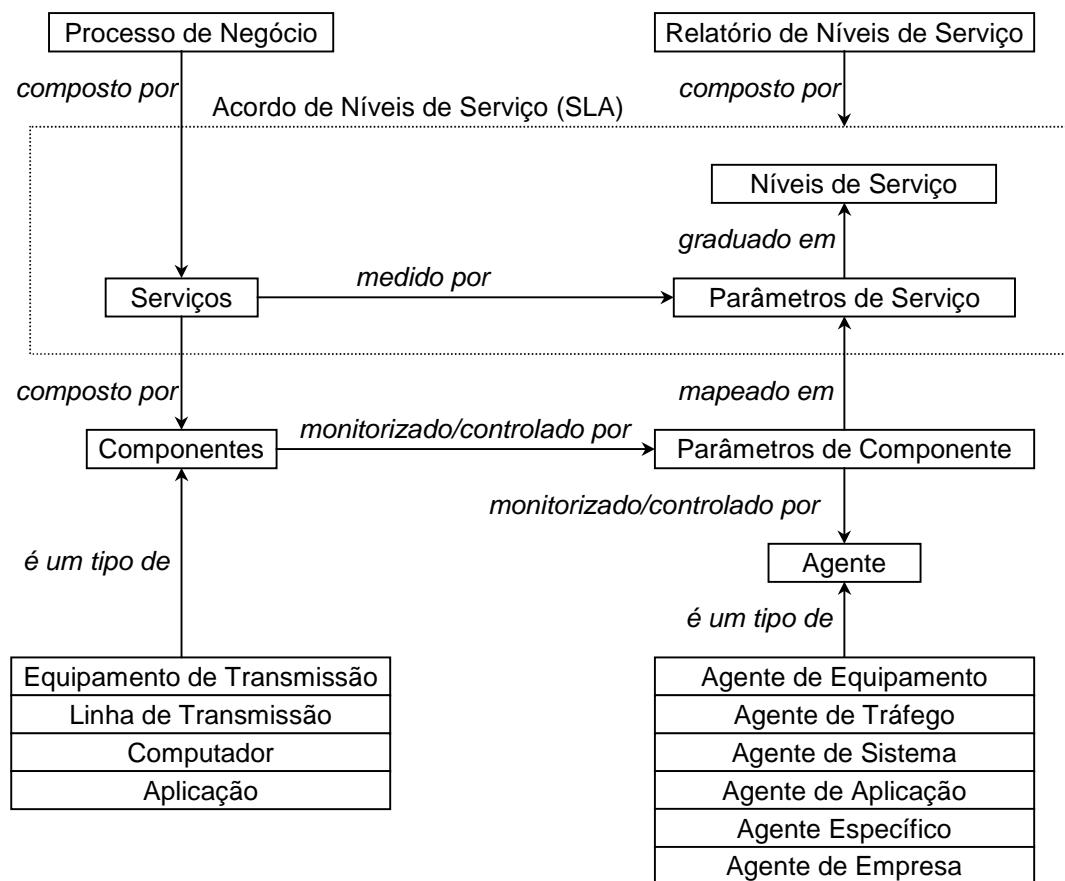 Processo de Negócio
Relatório de Níveis de Serviço
composto por
composto por
Acordo de Níveis de Serviço (SLA)
Níveis de Serviço
graduado em
medido por
Serviços
Parâmetros de Serviço
composto por
mapeado em
monitorizado/controlado por
Componentes
Parâmetros de Componente
monitorizado/controlado por
é um tipo de
Agente
é um tipo de
Equipamento de Transmissão
Linha de Transmissão
Computador
Aplicação
Agente de Equipamento
Agente de Tráfego
Agente de Sistema
Agente de Aplicação
Agente Específico
Agente de Empresa